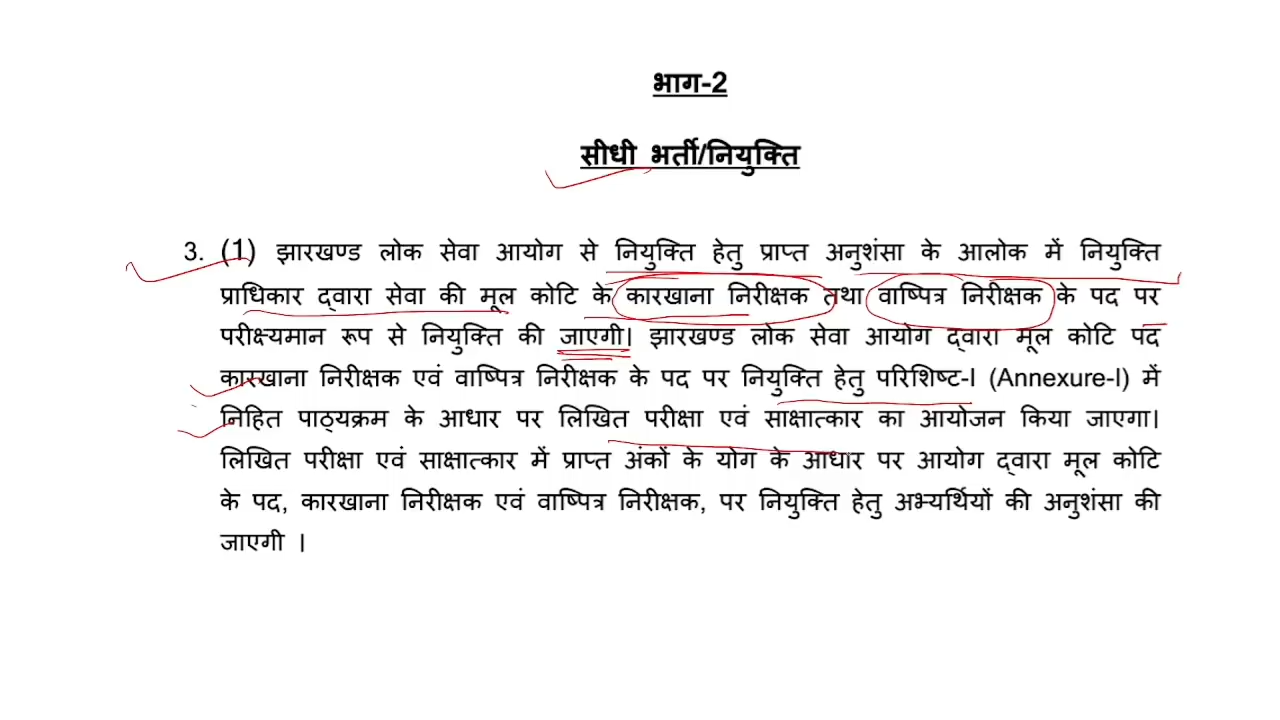 भाग-2
सीधी भर्ती/नियुक्ति
3. (1) झारखण्ड लोक सेवा आयोग से नियुक्ति हेतु प्राप्त अनुशंसा के आलोक में नियुक्ति
प्राधिकार द्वारा सेवा की मूल कोटि के कारखाना निरीक्षक तथा वाष्पित्र निरीक्षक के पद पर
परीक्ष्यमान रूप से नियुक्ति की जाएगी। झारखण्ड लोक सेवा आयोग द्वारा मूल कोटि पद
कारखाना निरीक्षक एवं वाष्पित्र निरीक्षक के पद पर नियुक्ति हेतु परिशिष्ट-I (Annexure-I) में
निहित पाठ्यक्रम के आधार पर लिखित परीक्षा एवं साक्षात्कार का आयोजन किया जाएगा।
लिखित परीक्षा एवं साक्षात्कार में प्राप्त अंकों के योग के आधार पर आयोग द्वारा मूल कोटि
के पद, कारखाना निरीक्षक एवं वाष्पित्र निरीक्षक, पर नियुक्ति हेतु अभ्यर्थियों की अनुशंसा की
जाएगी ।